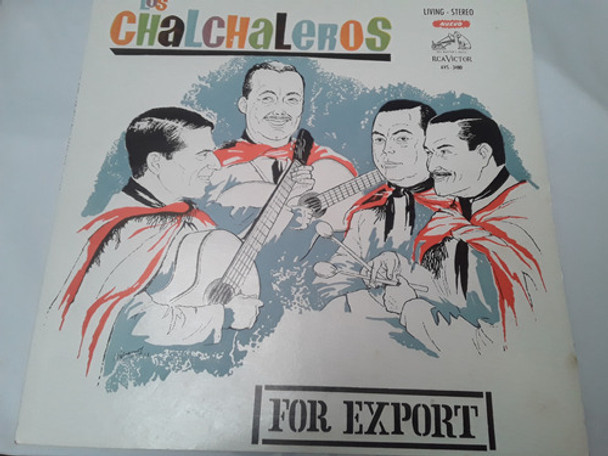 LOS
CHALCHALEROS
LIVING - STEREO
NUEVO
RCA VICTOR
FOR EXPORT